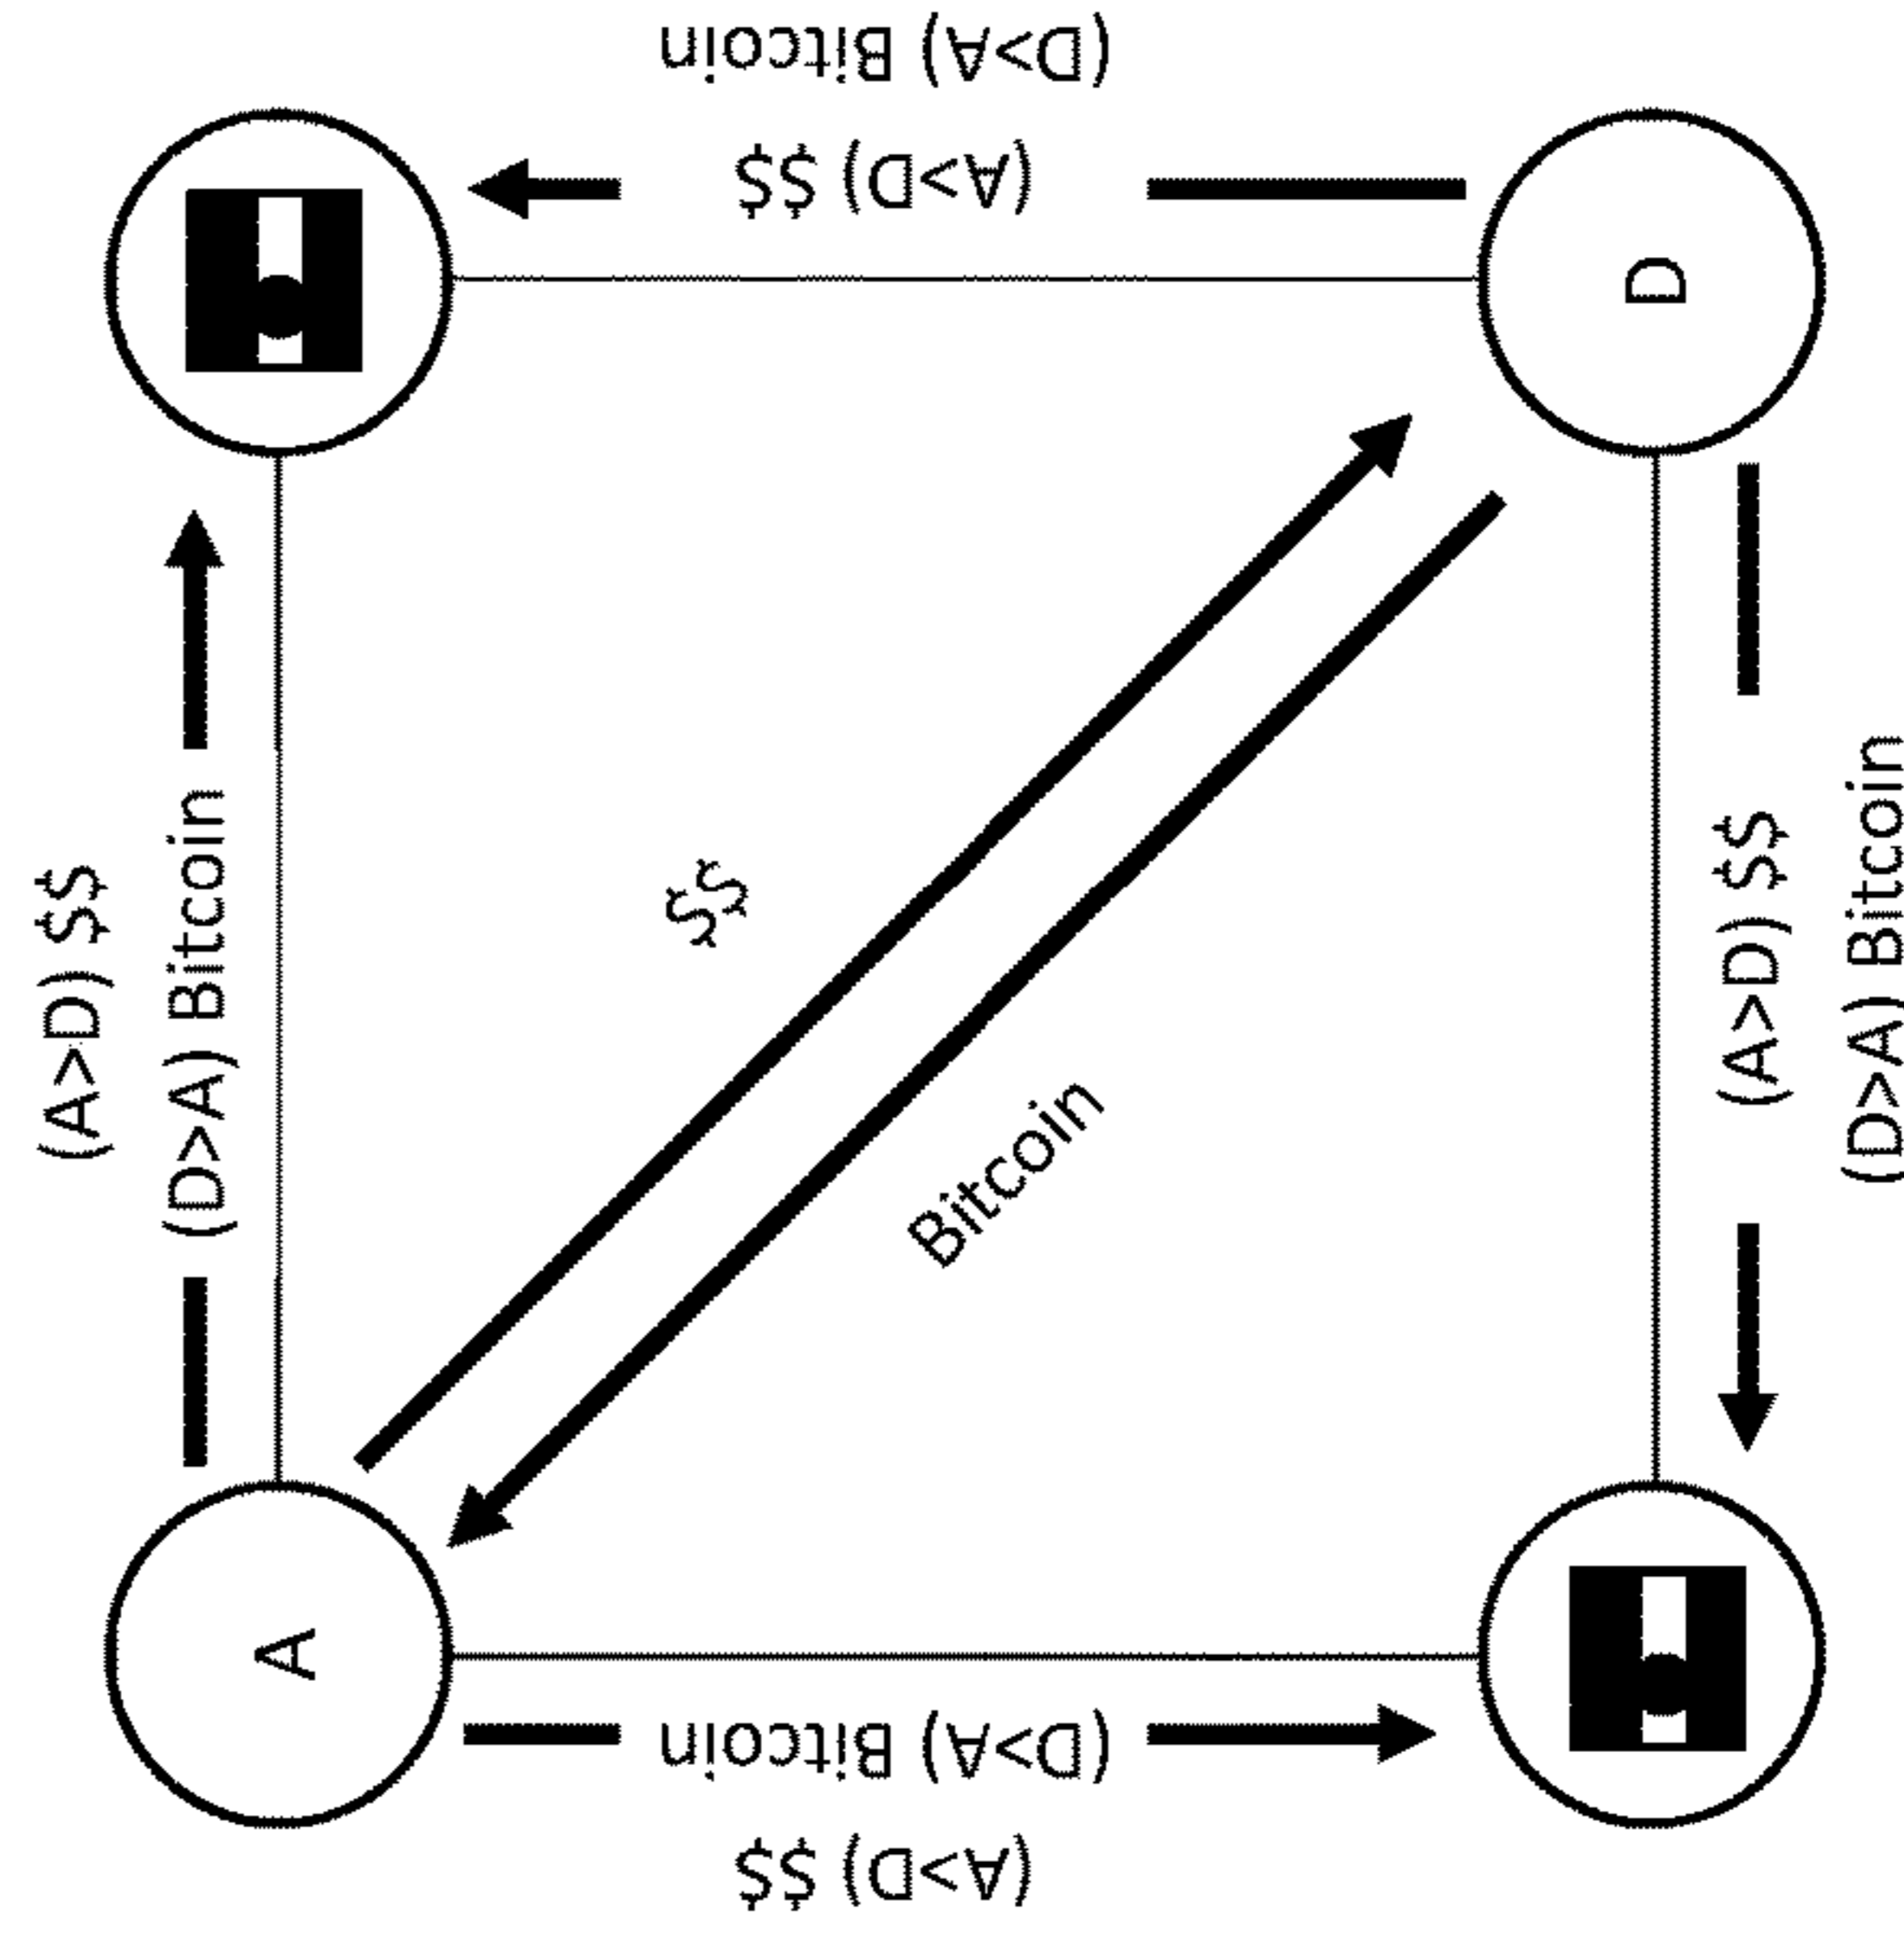 (A>D) $$
(D>A) Bitcoin
A
(D>A) Bitcoin
(A>D) $$
$$
Bitcoin
(D>A) Bitcoin
(A>D) $$
D
(A>D) $$
(D>A) Bitcoin